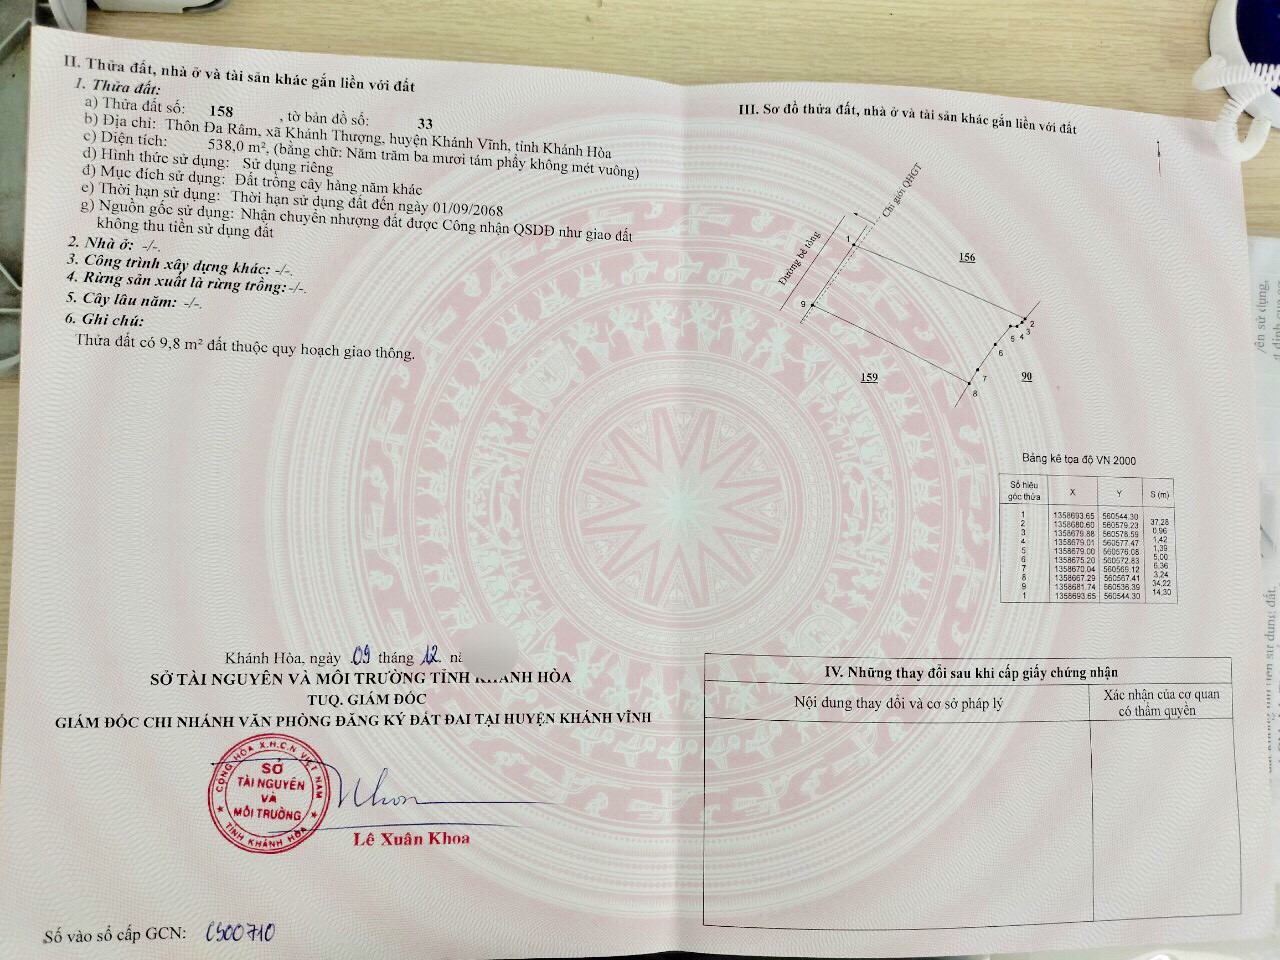 II. Thửa đất, nhà ở và tài sản khác gắn liền với đất
1. Thửa đất:
a) Thửa đất số: 158 , tờ bản đồ số: 33
b) Địa chỉ: Thôn Đa Râm, xã Khánh Thượng, huyện Khánh Vĩnh, tỉnh Khánh Hòa
c) Diện tích: 538,0 m², (bằng chữ: Năm trăm ba mươi tám phẩy không mét vuông)
d) Hình thức sử dụng: Sử dụng riêng
đ) Mục đích sử dụng: Đất trồng cây hàng năm khác
e) Thời hạn sử dụng: Thời hạn sử dụng đất đến ngày 01/09/2068
g) Nguồn gốc sử dụng: Nhận chuyển nhượng đất được Công nhận QSDĐ như giao đất
không thu tiền sử dụng đất
2. Nhà ở: -/-.
3. Công trình xây dựng khác: -/-.
4. Rừng sản xuất là rừng trồng:-/-.
5. Cây lâu năm: -/-.
6. Ghi chú:
Thửa đất có 9,8 m² đất thuộc quy hoạch giao thông.
Khánh Hòa, ngày 09 tháng 12
SỞ TÀI NGUYÊN VÀ MÔI TRƯỜNG TỈNH KHÁNH HÒA
TUQ. GIÁM ĐỐC
GIÁM ĐỐC CHI NHÁNH VĂN PHÒNG ĐĂNG KÝ ĐẤT ĐAI TẠI HUYỆN KHÁNH VĨNH
CỘNG HÒA X.H.C.N VIỆT NAM
SỞ
TÀI NGUYÊN
VÀ
MÔI TRƯỜNG
TỈNH KHÁNH HÒA
Lê Xuân Khoa
Số vào sổ cấp GCN: CS00710
III. Sơ đồ thửa đất, nhà ở và tài sản khác gắn liền với đất
Chỉ giới QHGT
Đường bê tông
1
156
9
2
3
4
5
6
7
8
159
90
Bảng kê tọa độ VN 2000
Số hiệu góc thửa X Y S (m)
1 1358693.65 560544.30
37,28
2 1358680.60 560579.23
0,96
3 1358679.88 560578.59
1,42
4 1358679.01 560577.47
1,39
5 1358679.00 560576.08
5,00
6 1358675.20 560572.83
6,36
7 1358670.04 560569.12
3,24
8 1358667.29 560567.41
34,22
9 1358681.74 560536.39
14,30
1 1358693.65 560544.30
IV. Những thay đổi sau khi cấp giấy chứng nhận
Nội dung thay đổi và cơ sở pháp lý
Xác nhận của cơ quan
có thẩm quyền